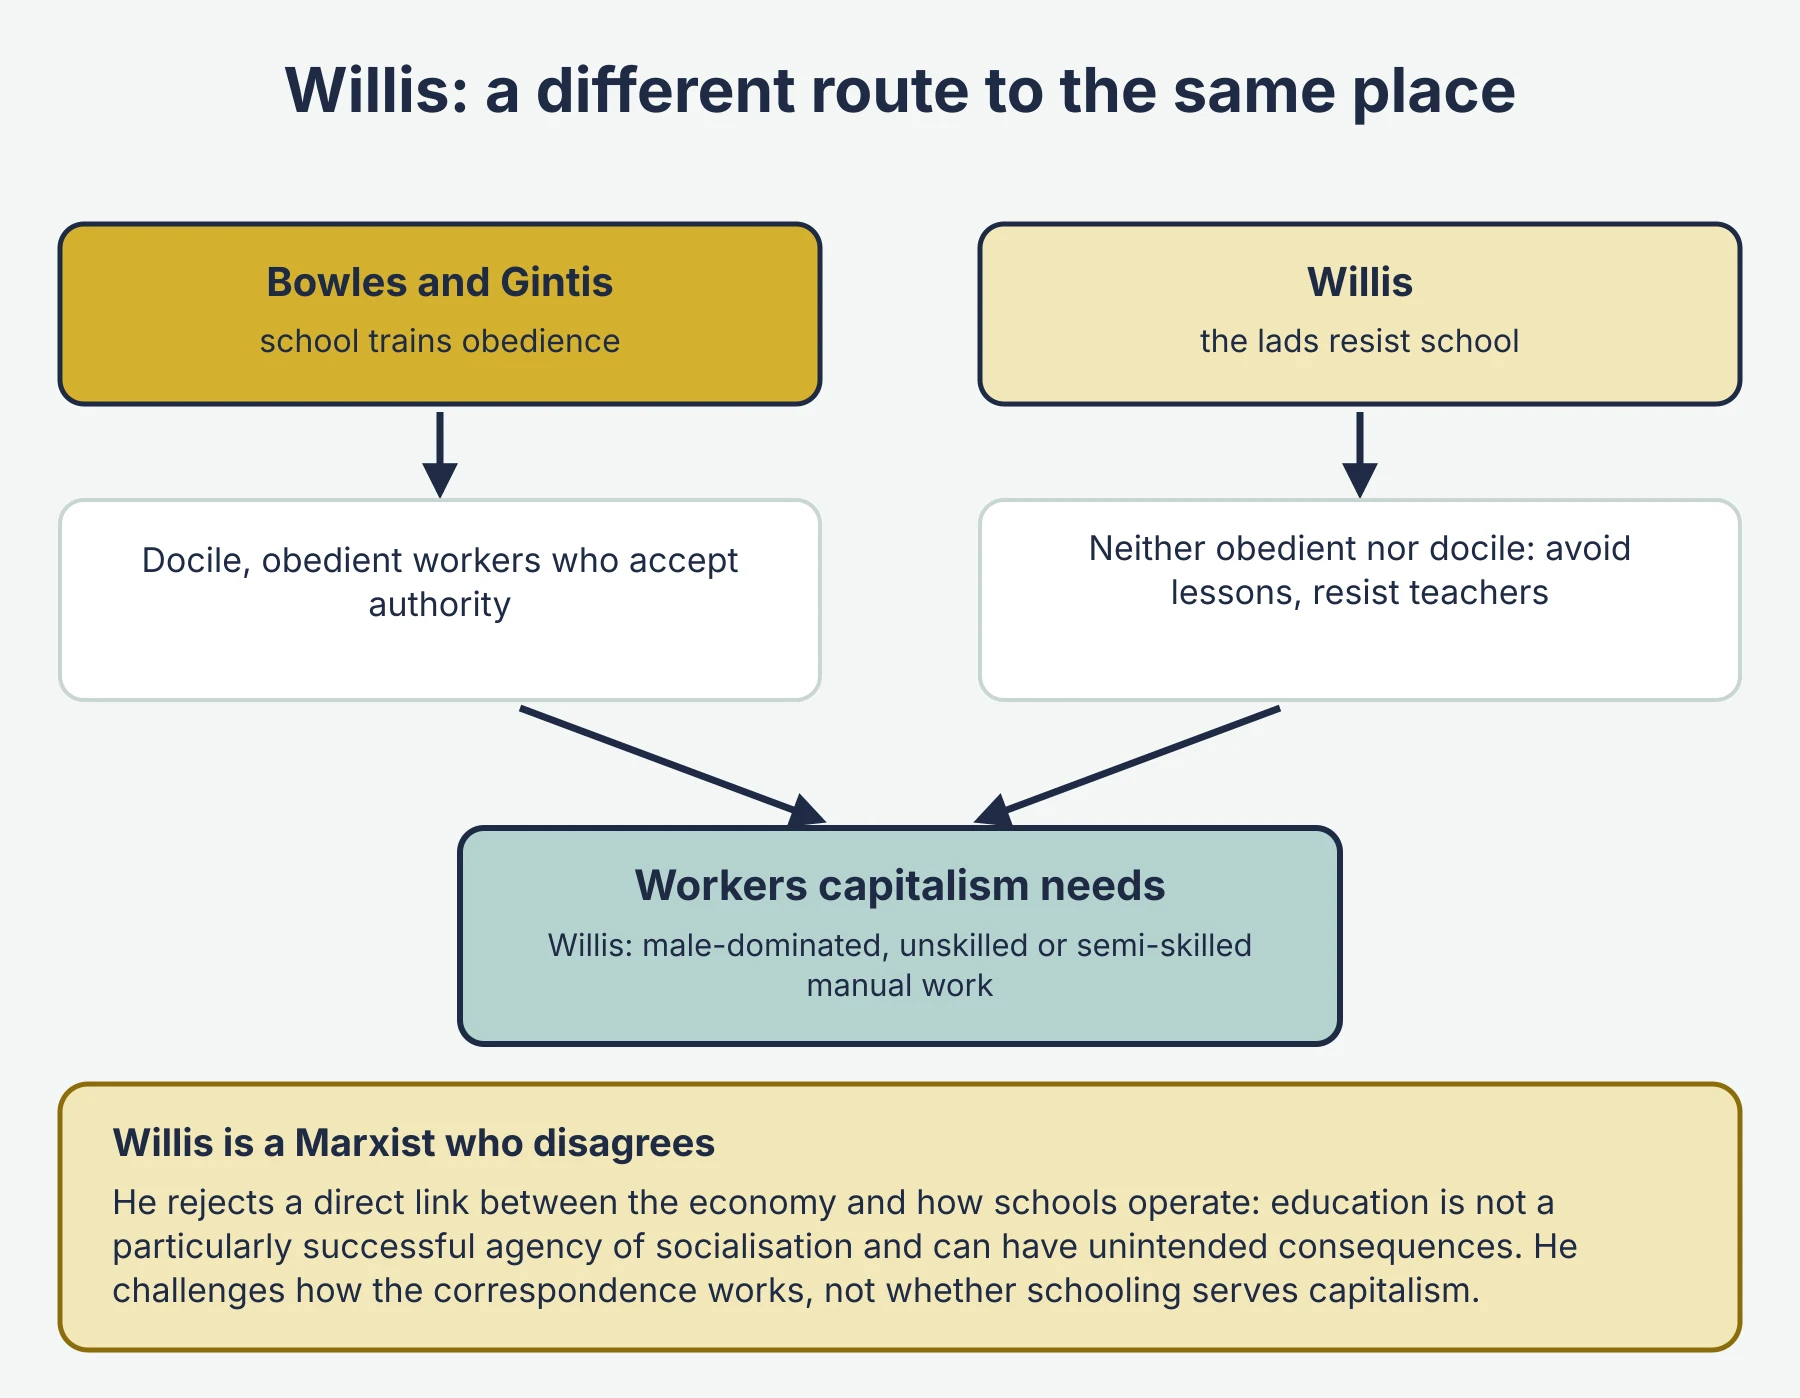 Willis: a different route to the same place
Bowles and Gintis
school trains obedience
Willis
the lads resist school
Docile, obedient workers who accept
authority
Neither obedient nor docile: avoid
lessons, resist teachers
Workers capitalism needs
Willis: male-dominated, unskilled or semi-skilled
manual work
Willis is a Marxist who disagrees
He rejects a direct link between the economy and how schools operate: education is not a
particularly successful agency of socialisation and can have unintended consequences. He
challenges how the correspondence works, not whether schooling serves capitalism.